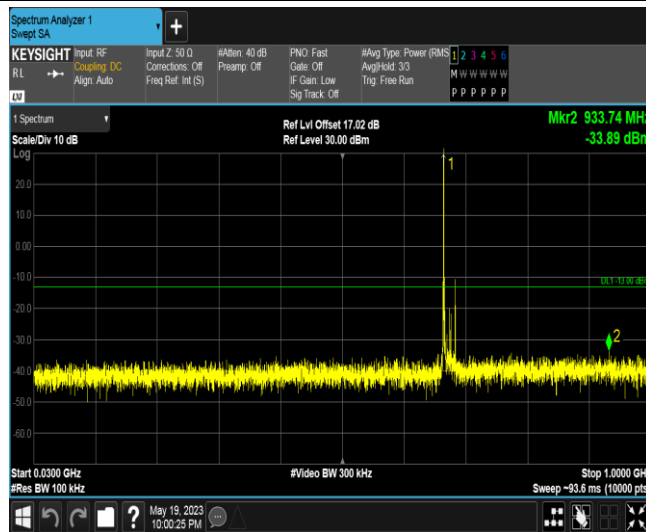 Spectrum Analyzer 1
Swept SA
KEYSIGHT Input: RF Input Z: 50 Ω #Atten: 40 dB PNO: Fast #Avg Type: Power (RMS 1 2 3 4 5 6
RL Coupling: DC Corrections: Off Preamp: Off Gate: Off Avg|Hold: 3/3 M W W W W W
Align: Auto Freq Ref: Int (S) IF Gain: Low Trig: Free Run
LXI Sig Track: Off P P P P P P
1 Spectrum Ref Lvl Offset 17.02 dB Mkr2 933.74 MHz
Scale/Div 10 dB Ref Level 30.00 dBm -33.89 dBm
Log
1
20.0
10.0
0.00
-10.0
DL1 -13.00 dBm
-20.0
-30.0
2
-40.0
-50.0
-60.0
Start 0.0300 GHz #Video BW 300 kHz Stop 1.0000 GHz
#Res BW 100 kHz Sweep ~93.6 ms (10000 pts)
?
May 19, 2023
10:00:25 PM